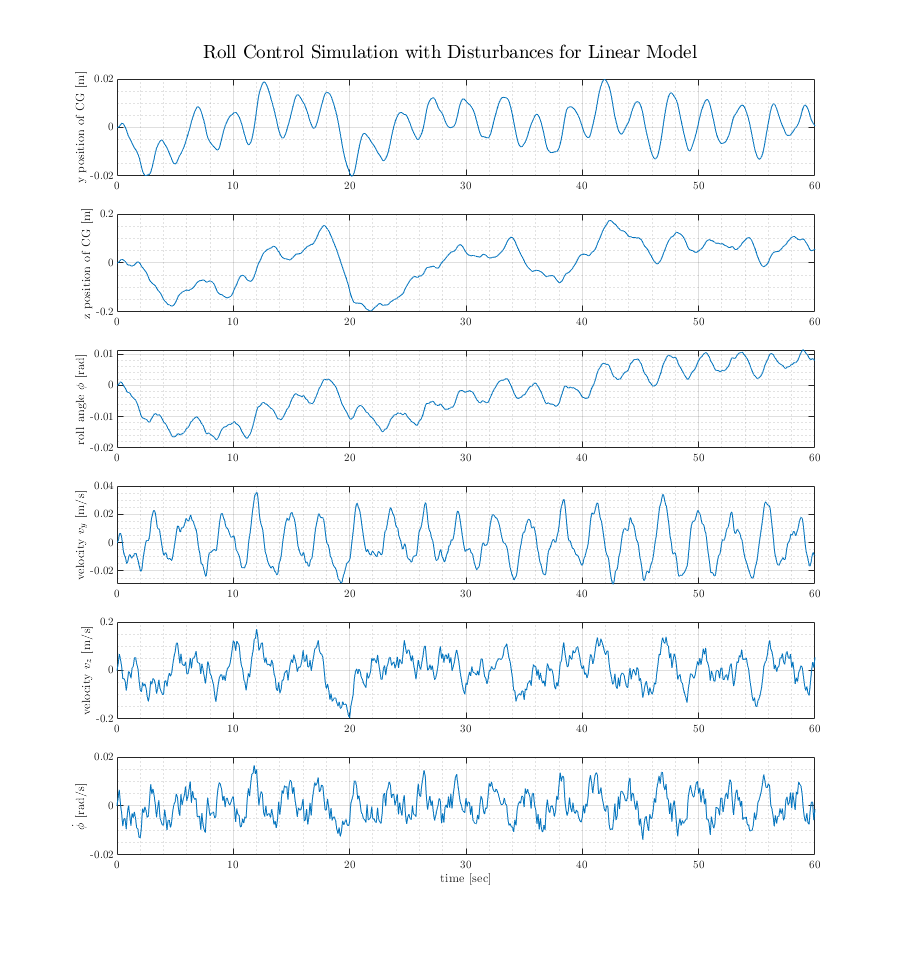 Roll Control Simulation with Disturbances for Linear Model
y position of CG [m]
0.02
0
-0.02
0 10 20 30 40 50 60
z position of CG [m]
0.2
0
-0.2
0 10 20 30 40 50 60
roll angle ϕ [rad]
0.01
0
-0.01
-0.02
0 10 20 30 40 50 60
velocity v_y [m/s]
0.04
0.02
0
-0.02
0 10 20 30 40 50 60
velocity v_z [m/s]
0.2
0
-0.2
0 10 20 30 40 50 60
ϕ̇ [rad/s]
0.02
0
-0.02
0 10 20 30 40 50 60
time [sec]